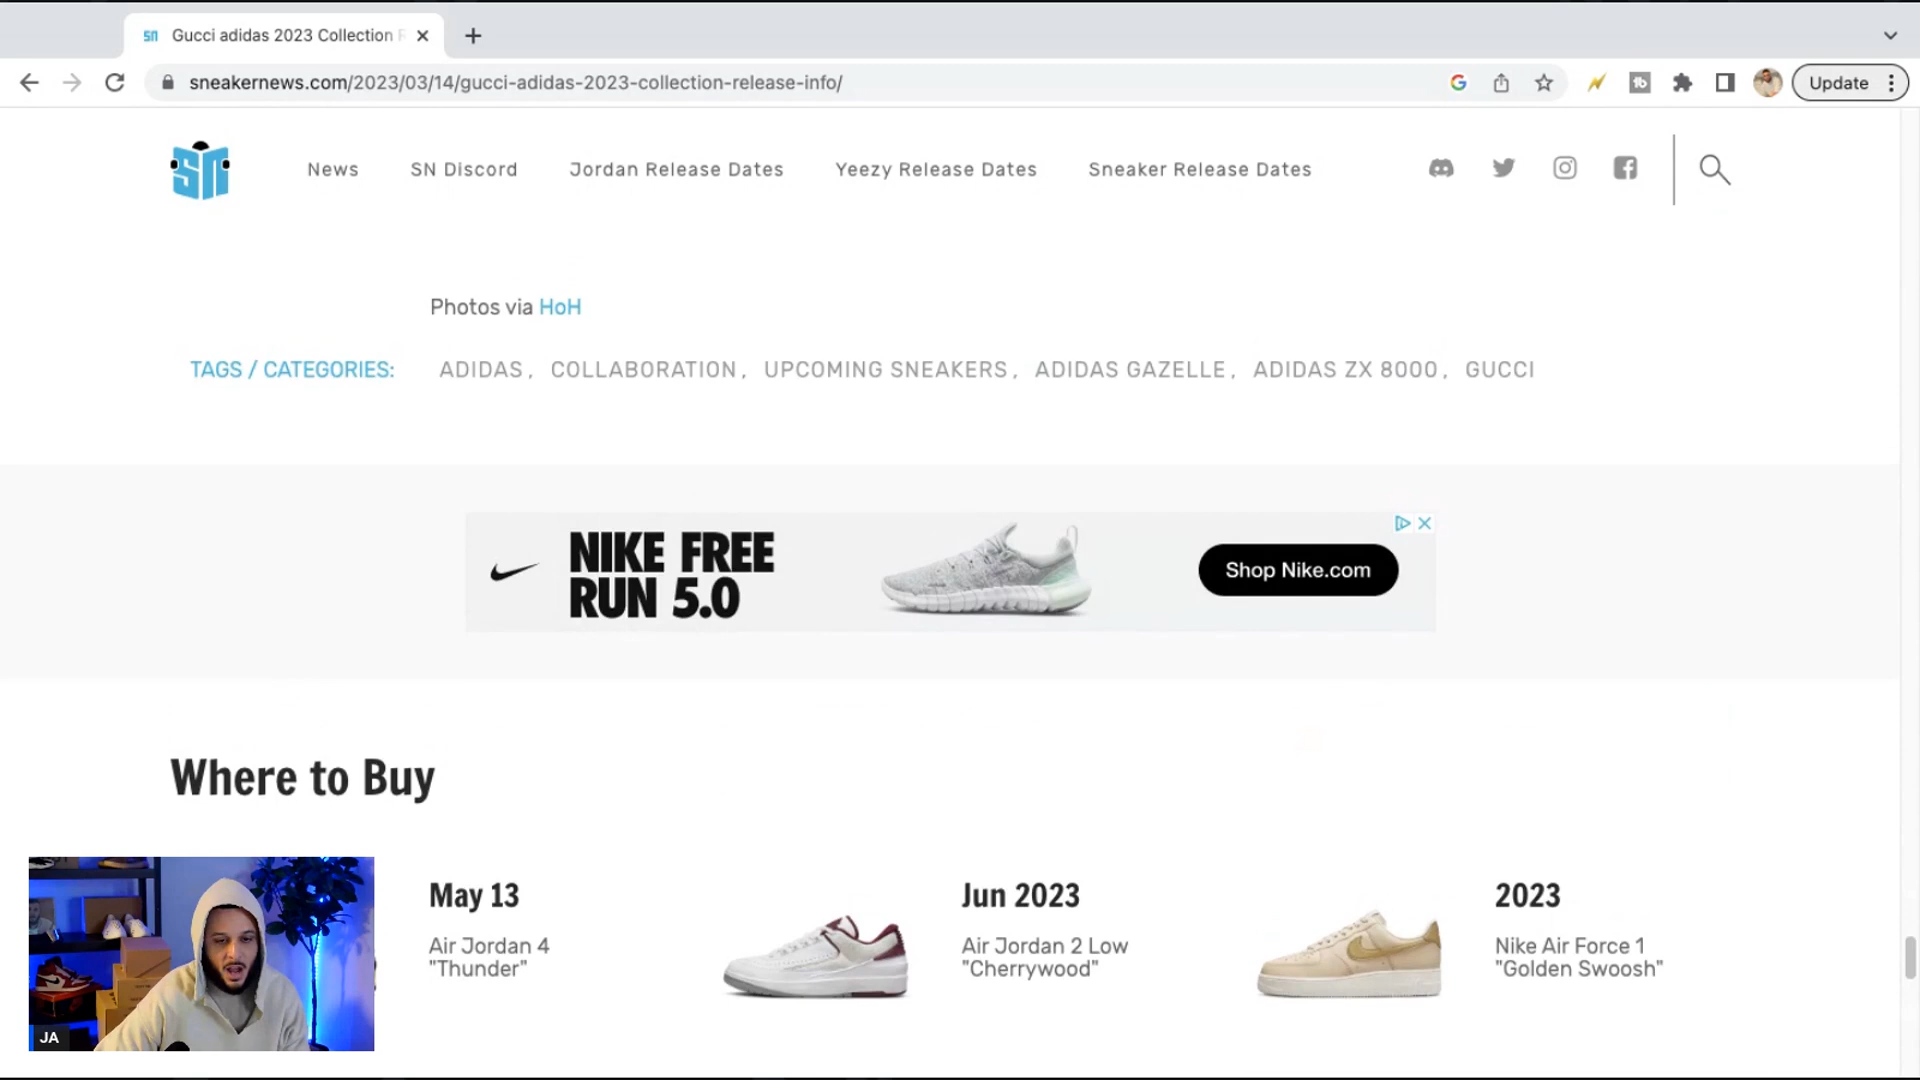 Gucci adidas 2023 Collection
sneakernews.com/2023/03/14/gucci-adidas-2023-collection-release-info/
Update
News
SN Discord
Jordan Release Dates
Yeezy Release Dates
Sneaker Release Dates
Photos via HoH
TAGS / CATEGORIES: ADIDAS, COLLABORATION, UPCOMING SNEAKERS, ADIDAS GAZELLE, ADIDAS ZX 8000, GUCCI
NIKE FREE
RUN 5.0
Shop Nike.com
Where to Buy
May 13
Air Jordan 4
"Thunder"
Jun 2023
Air Jordan 2 Low
"Cherrywood"
2023
Nike Air Force 1
"Golden Swoosh"
JA